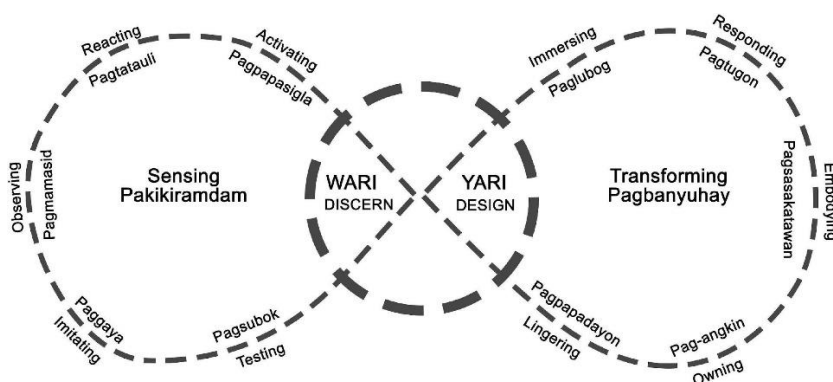 Reacting
Pagtatauli
Activating
Pagpapasigla
Observing
Pagmamasid
Sensing
Pakikiramdam
Paggaya
Imitating
Pagsubok
Testing
WARI
DISCERN
YARI
DESIGN
Immersing
Paglubog
Responding
Pagtugon
Transforming
Pagbanyuhay
Pagsasakatawan
Embodying
Pagpapadayon
Lingering
Pag-angkin
Owning